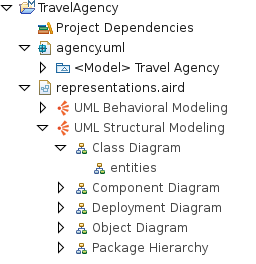 TravelAgency
Project Dependencies
agency.uml
<Model> Travel Agency
representations.aird
UML Behavioral Modeling
UML Structural Modeling
Class Diagram
entities
Component Diagram
Deployment Diagram
Object Diagram
Package Hierarchy